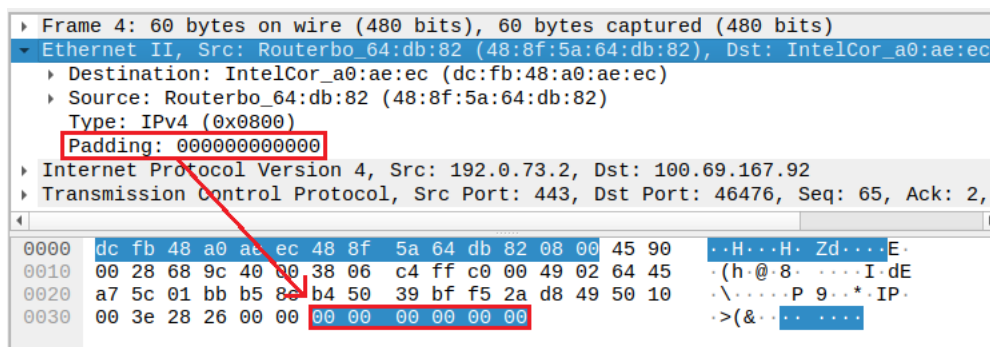 Frame 4: 60 bytes on wire (480 bits), 60 bytes captured (480 bits)
Ethernet II, Src: Routerbo_64:db:82 (48:8f:5a:64:db:82), Dst: IntelCor_a0:ae:ec
Destination: IntelCor_a0:ae:ec (dc:fb:48:a0:ae:ec)
Source: Routerbo_64:db:82 (48:8f:5a:64:db:82)
Type: IPv4 (0x0800)
Padding: 000000000000
Internet Protocol Version 4, Src: 192.0.73.2, Dst: 100.69.167.92
Transmission Control Protocol, Src Port: 443, Dst Port: 46476, Seq: 65, Ack: 2,
0000 dc fb 48 a0 ae ec 48 8f 5a 64 db 82 08 00 45 90 ··H···H· Zd····E·
0010 00 28 68 9c 40 00 38 06 c4 ff c0 00 49 02 64 45 ·(h·@·8· ····I·dE
0020 a7 5c 01 bb b5 8c b4 50 39 bf f5 2a d8 49 50 10 ·\·····P 9··*·IP·
0030 00 3e 28 26 00 00 00 00 00 00 00 00 ·>(&···· ····